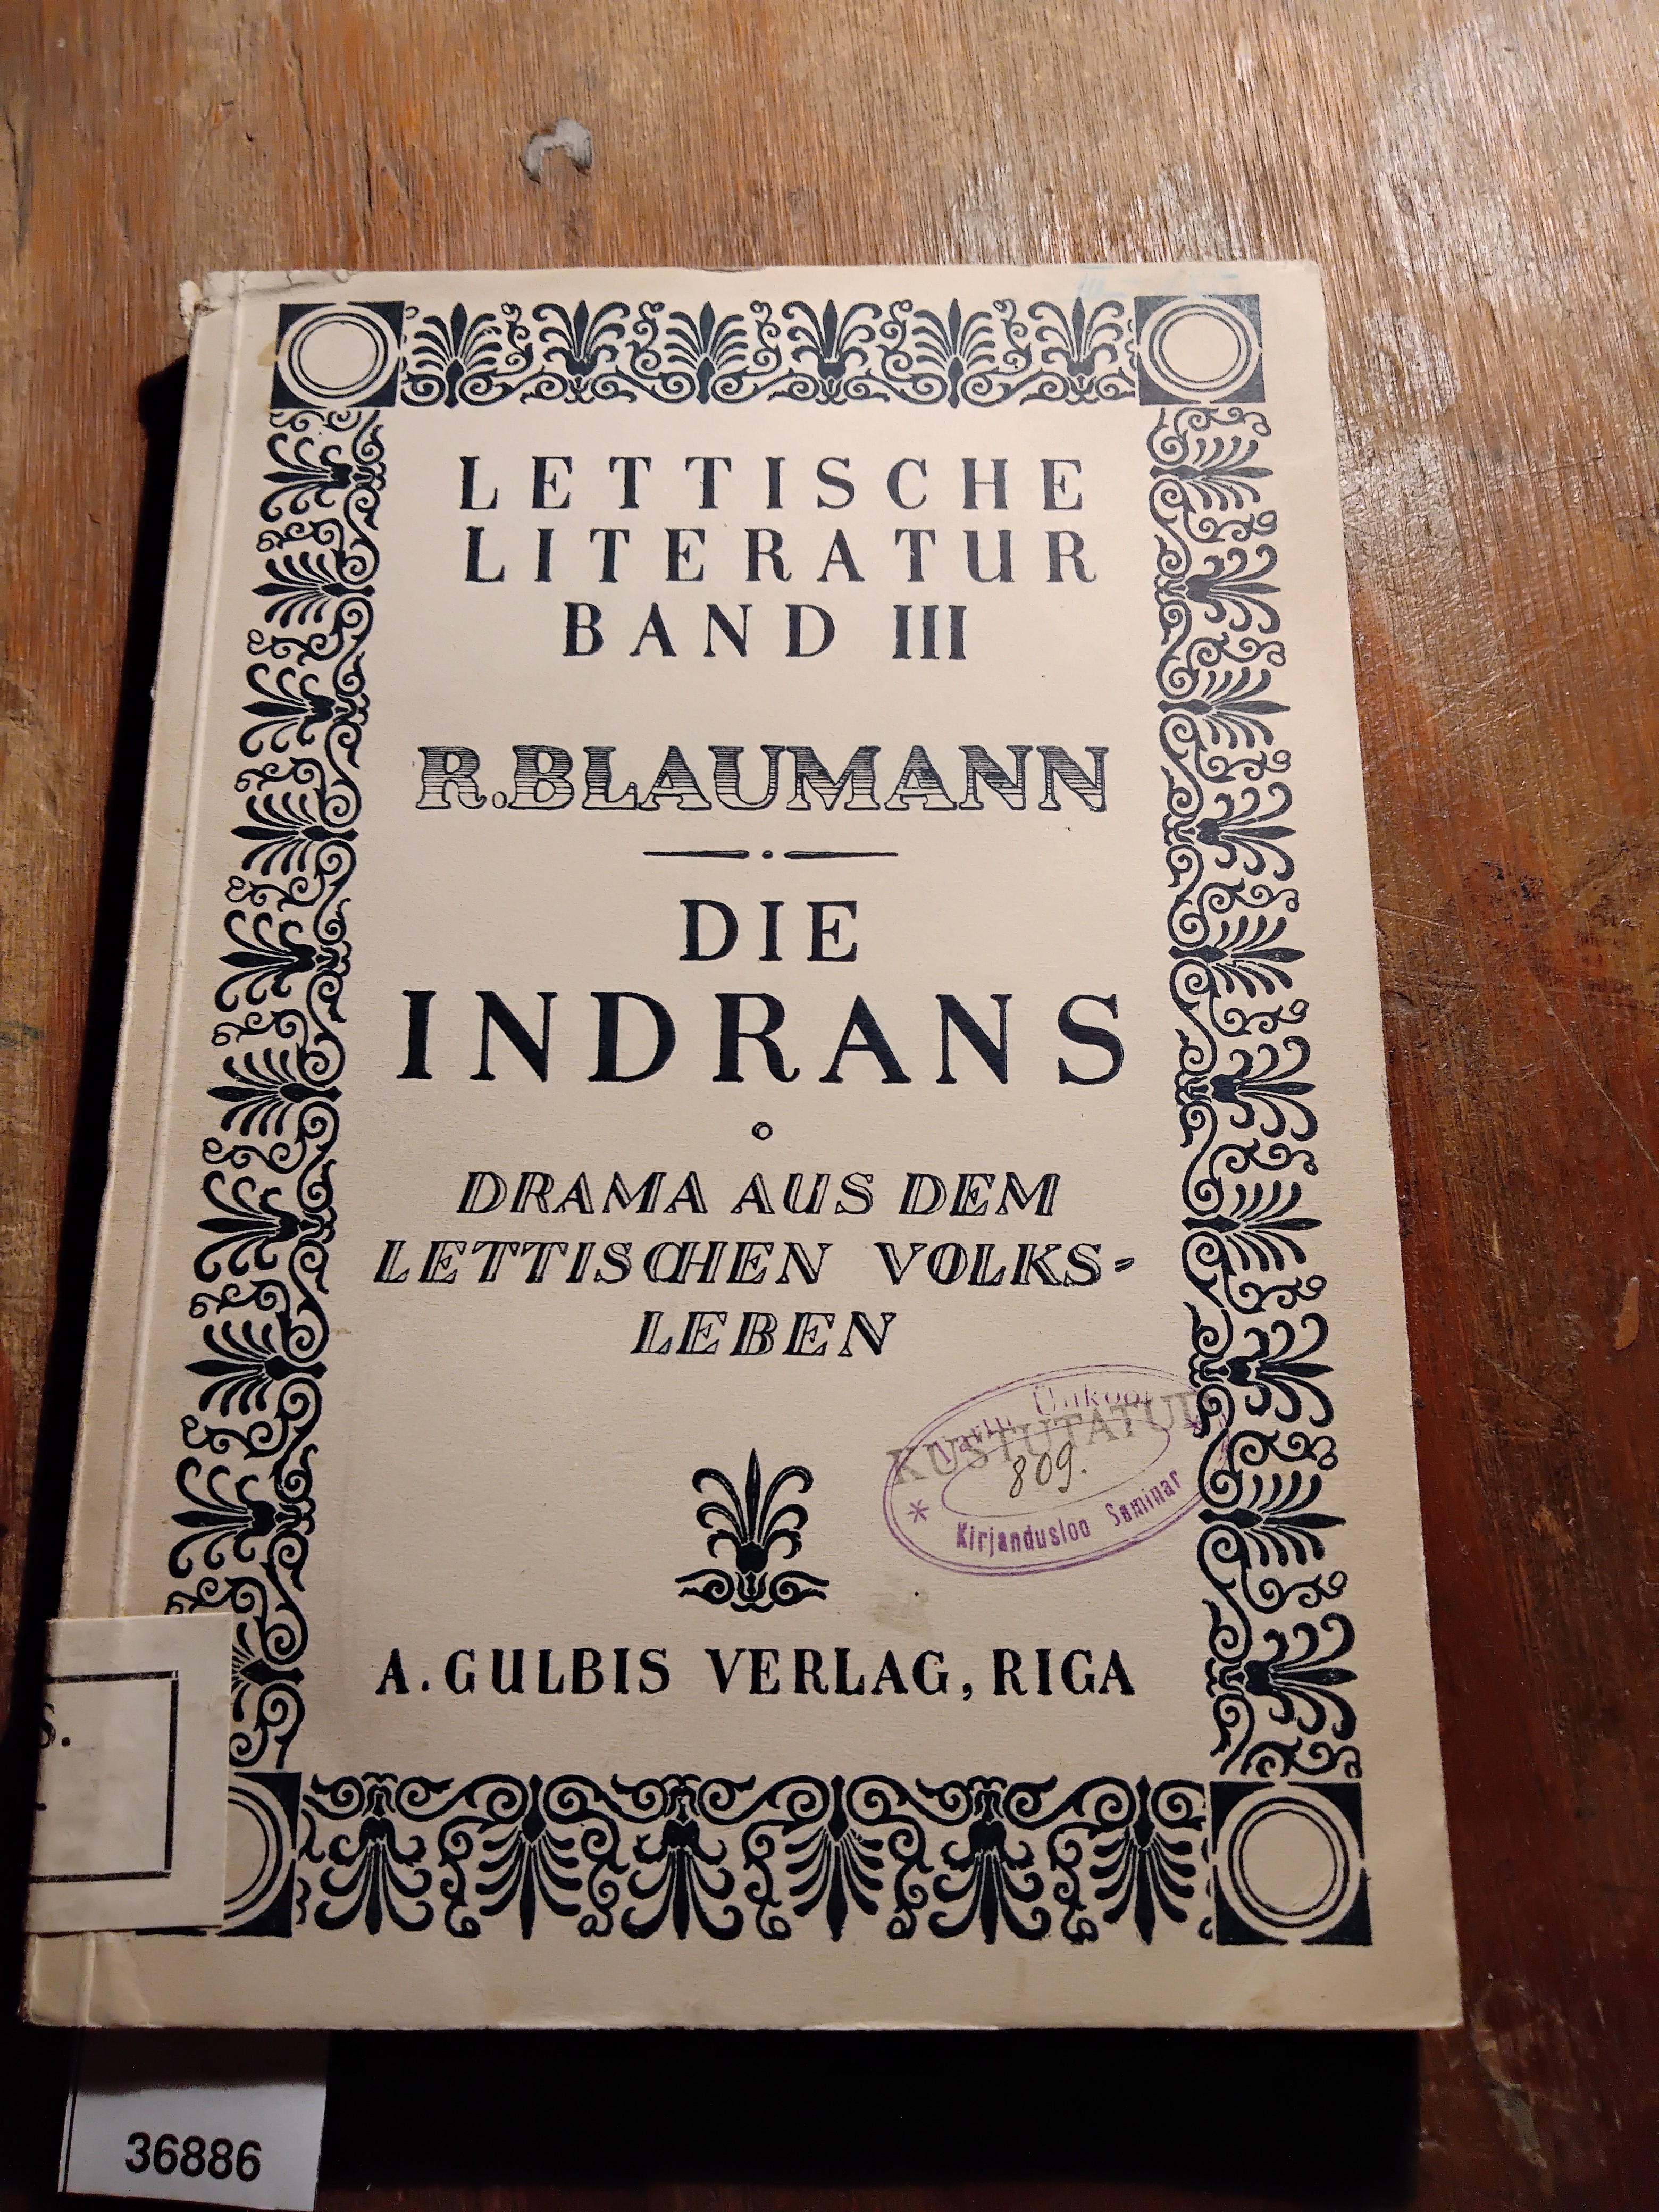 LETTISCHE
LITERATUR
BAND III
R.BLAUMANN
DIE
INDRANS
DRAMA AUS DEM
LETTISCHEN VOLKS-
LEBEN
KUSTUTATUD
809.
* Kirjandusloo Seminar
A. GULBIS VERLAG, RIGA
36886